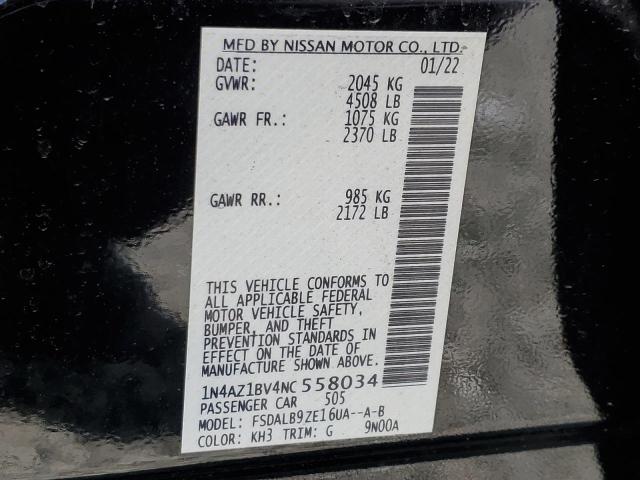 MFD BY NISSAN MOTOR CO., LTD.
DATE: 01/22
GVWR: 2045 KG
4508 LB
GAWR FR.: 1075 KG
2370 LB
GAWR RR.: 985 KG
2172 LB
THIS VEHICLE CONFORMS TO
ALL APPLICABLE FEDERAL
MOTOR VEHICLE SAFETY,
BUMPER, AND THEFT
PREVENTION STANDARDS IN
EFFECT ON THE DATE OF
MANUFACTURE SHOWN ABOVE.
1N4AZ1BV4NC 558034
PASSENGER CAR 505
MODEL: FSDALB9ZE16UA--A-B
COLOR: KH3 TRIM: G 9N00A